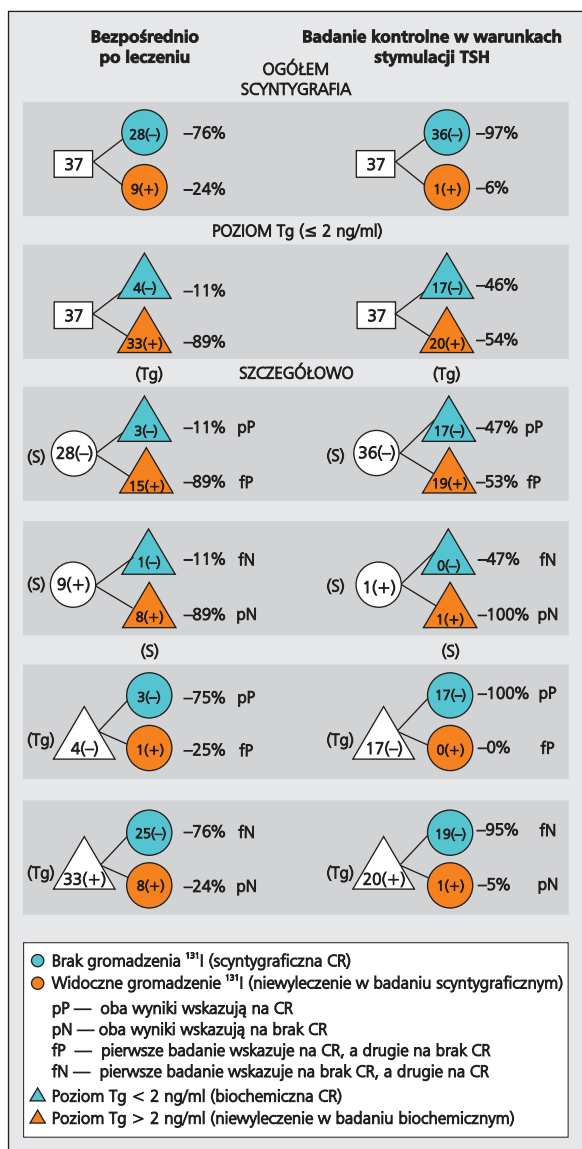 Bezpośrednio
po leczeniu
Badanie kontrolne w warunkach
stymulacji TSH
OGÓŁEM
SCYNTYGRAFIA
37
28(–) –76%
9(+) –24%
37
36(–) –97%
1(+) –6%
POZIOM Tg (≤ 2 ng/ml)
37
4(–) –11%
33(+) –89%
37
17(–) –46%
20(+) –54%
(Tg) SZCZEGÓŁOWO (Tg)
(S) 28(–)
3(–) –11% pP
15(+) –89% fP
(S) 36(–)
17(–) –47% pP
19(+) –53% fP
(S) 9(+)
1(–) –11% fN
8(+) –89% pN
(S) 1(+)
0(–) –47% fN
1(+) –100% pN
(S) (S)
(Tg) 4(–)
3(–) –75% pP
1(+) –25% fP
(Tg) 17(–)
17(–) –100% pP
0(+) –0% fP
(Tg) 33(+)
25(–) –76% fN
8(+) –24% pN
(Tg) 20(+)
19(–) –95% fN
1(+) –5% pN
Brak gromadzenia ¹³¹I (scyntygraficzna CR)
Widoczne gromadzenie ¹³¹I (niewyleczenie w badaniu scyntygraficznym)
pP — oba wyniki wskazują na CR
pN — oba wyniki wskazują na brak CR
fP — pierwsze badanie wskazuje na CR, a drugie na brak CR
fN — pierwsze badanie wskazuje na brak CR, a drugie na CR
Poziom Tg < 2 ng/ml (biochemiczna CR)
Poziom Tg > 2 ng/ml (niewyleczenie w badaniu biochemicznym)